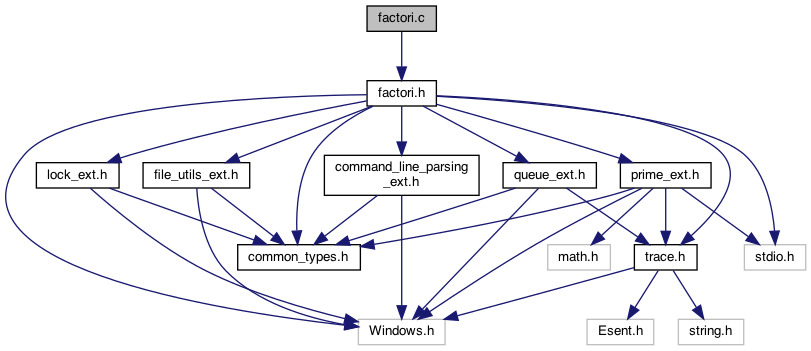 factori.c
factori.h
lock_ext.h
file_utils_ext.h
command_line_parsing
_ext.h
queue_ext.h
prime_ext.h
common_types.h
math.h
trace.h
stdio.h
Windows.h
Esent.h
string.h